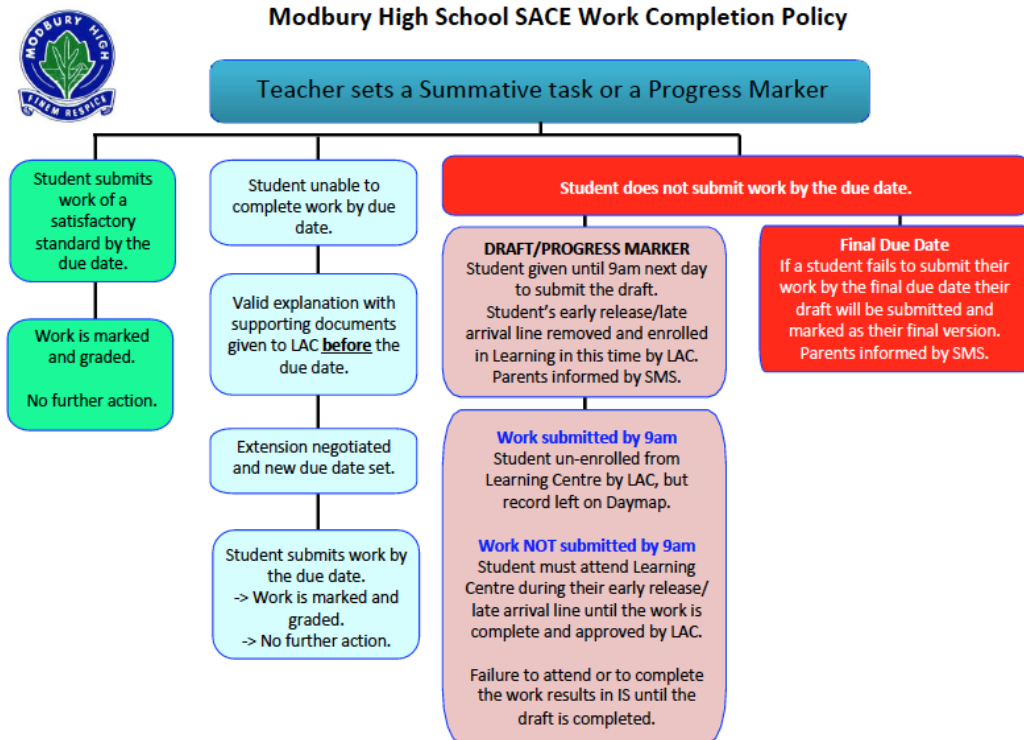 Modbury High School SACE Work Completion Policy
MODBURY HIGH
FINEM RESPICE
Teacher sets a Summative task or a Progress Marker
Student submits
work of a
satisfactory
standard by the
due date.
Work is marked
and graded.
No further action.
Student unable to
complete work by due
date.
Valid explanation with
supporting documents
given to LAC before the
due date.
Extension negotiated
and new due date set.
Student submits work by
the due date.
-> Work is marked and
graded.
-> No further action.
Student does not submit work by the due date.
DRAFT/PROGRESS MARKER
Student given until 9am next day
to submit the draft.
Student's early release/late
arrival line removed and enrolled
in Learning in this time by LAC.
Parents informed by SMS.
Work submitted by 9am
Student un-enrolled from
Learning Centre by LAC, but
record left on Daymap.
Work NOT submitted by 9am
Student must attend Learning
Centre during their early release/
late arrival line until the work is
complete and approved by LAC.
Failure to attend or to complete
the work results in IS until the
draft is completed.
Final Due Date
If a student fails to submit their
work by the final due date their
draft will be submitted and
marked as their final version.
Parents informed by SMS.